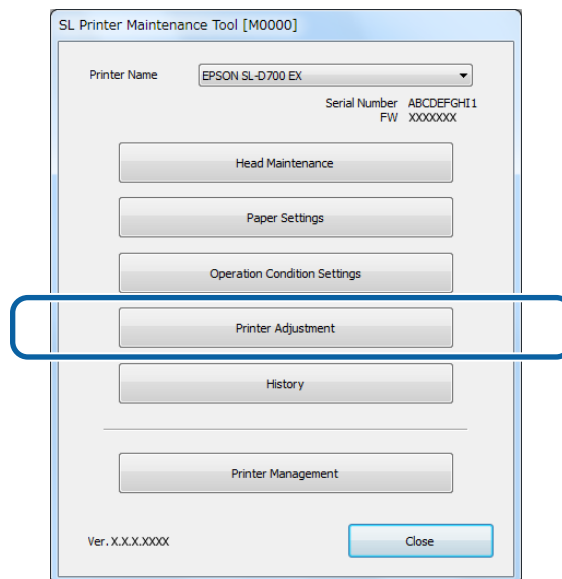 SL Printer Maintenance Tool [M0000]
Printer Name EPSON SL-D700 EX
Serial Number ABCDEFGHI1
FW XXXXXXX
Head Maintenance
Paper Settings
Operation Condition Settings
Printer Adjustment
History
Printer Management
Ver.X.X.X.XXXX Close